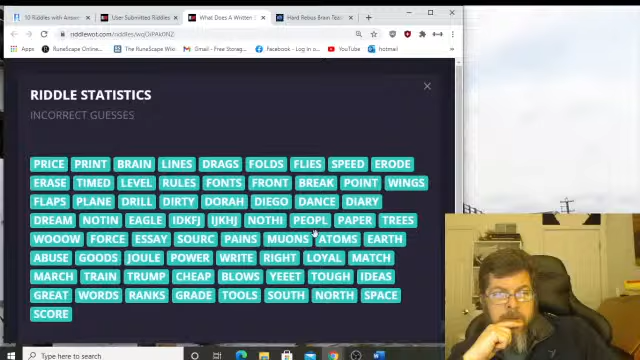 10 Riddles with Answer
User Submitted Riddles
What Does A Written
Hard Rebus Brain Teas
riddlewot.com/riddles/
Apps
RuneScape Online...
The RuneScape Wi...
Gmail - Free email...
Facebook - Log in o...
YouTube
hotmail
RIDDLE STATISTICS
INCORRECT GUESSES
PRICE PRINT BRAIN LINES DRAGS FOLDS FLIES SPEED ERODE
ERASE TIMED LEVEL RULES FONTS FRONT BREAK POINT WINGS
FLAPS PLANE DRILL DIRTY DORAH DIEGO DANCE DIARY
DREAM NOTIN EAGLE IDKFJ IJKHJ NOTHI PEOPL PAPER TREES
WOOOW FORCE ESSAY SOURC PAINS MUONS ATOMS EARTH
ABUSE GOODS JOULE POWER WRITE RIGHT LOYAL MATCH
MARCH TRAIN TRUMP CHEAP BLOWS YEEET TOUGH IDEAS
GREAT WORDS RANKS GRADE TOOLS SOUTH NORTH SPACE
SCORE
Type here to search